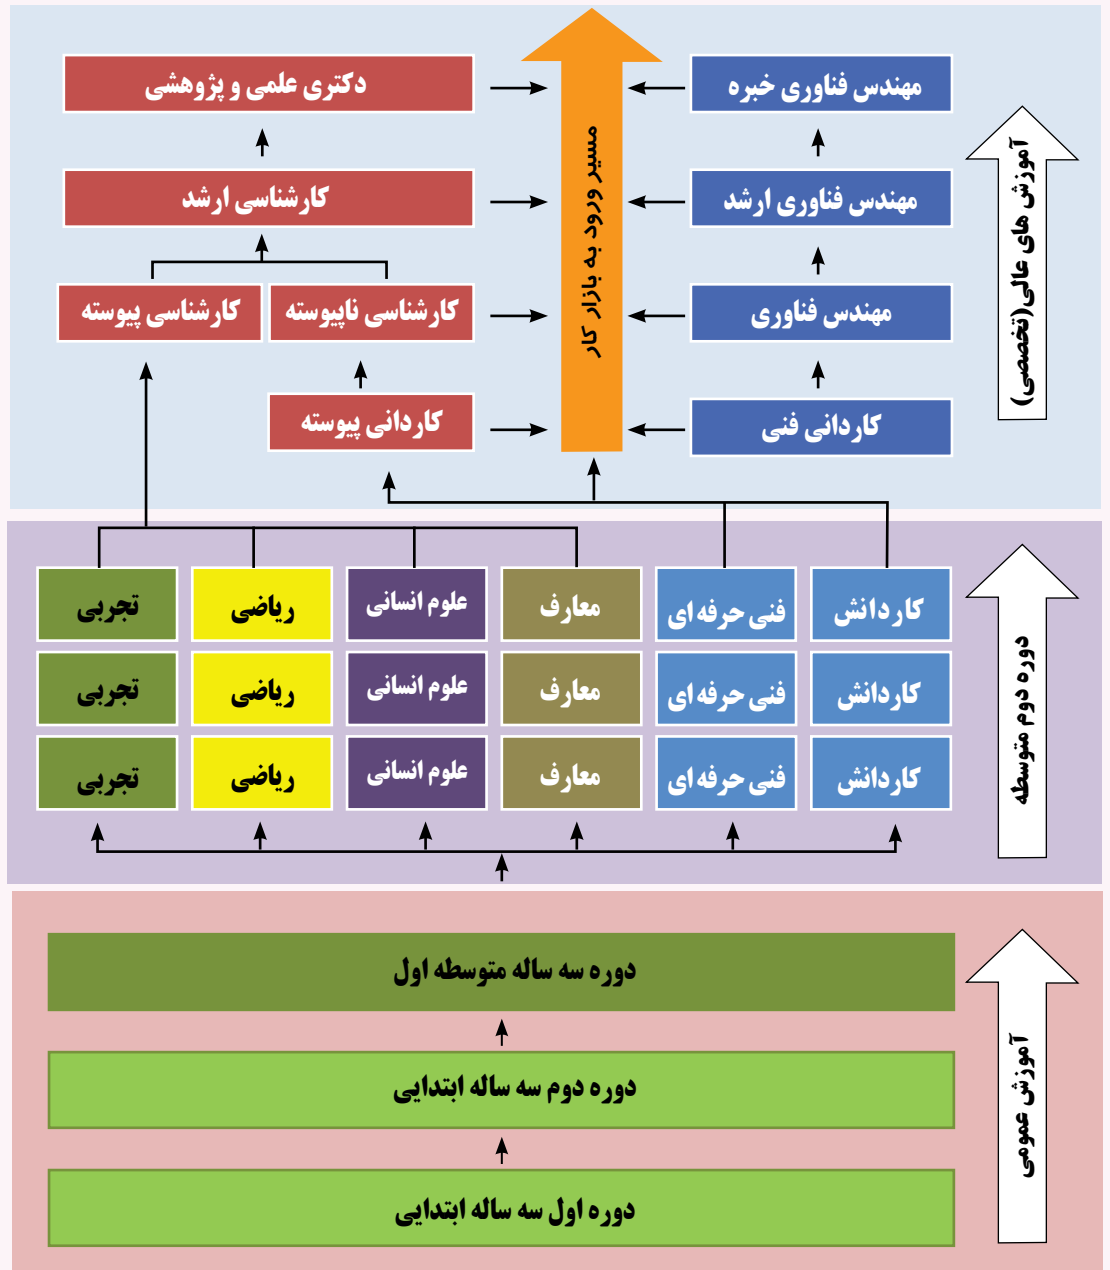 مهندس فناوری خبره
دکتری علمی و پژوهشی
مهندس فناوری ارشد
کارشناسی ارشد
مهندس فناوری
کارشناسی ناپیوسته
کارشناسی پیوسته
کاردانی فنی
کاردانی پیوسته
مسیر ورود به بازار کار
آموزش های عالی(تخصصی)
کاردانش
فنی حرفه ای
معارف
علوم انسانی
ریاضی
تجربی
کاردانش
فنی حرفه ای
معارف
علوم انسانی
ریاضی
تجربی
کاردانش
فنی حرفه ای
معارف
علوم انسانی
ریاضی
تجربی
دوره دوم متوسطه
دوره سه ساله متوسطه اول
دوره دوم سه ساله ابتدایی
دوره اول سه ساله ابتدایی
آموزش عمومی